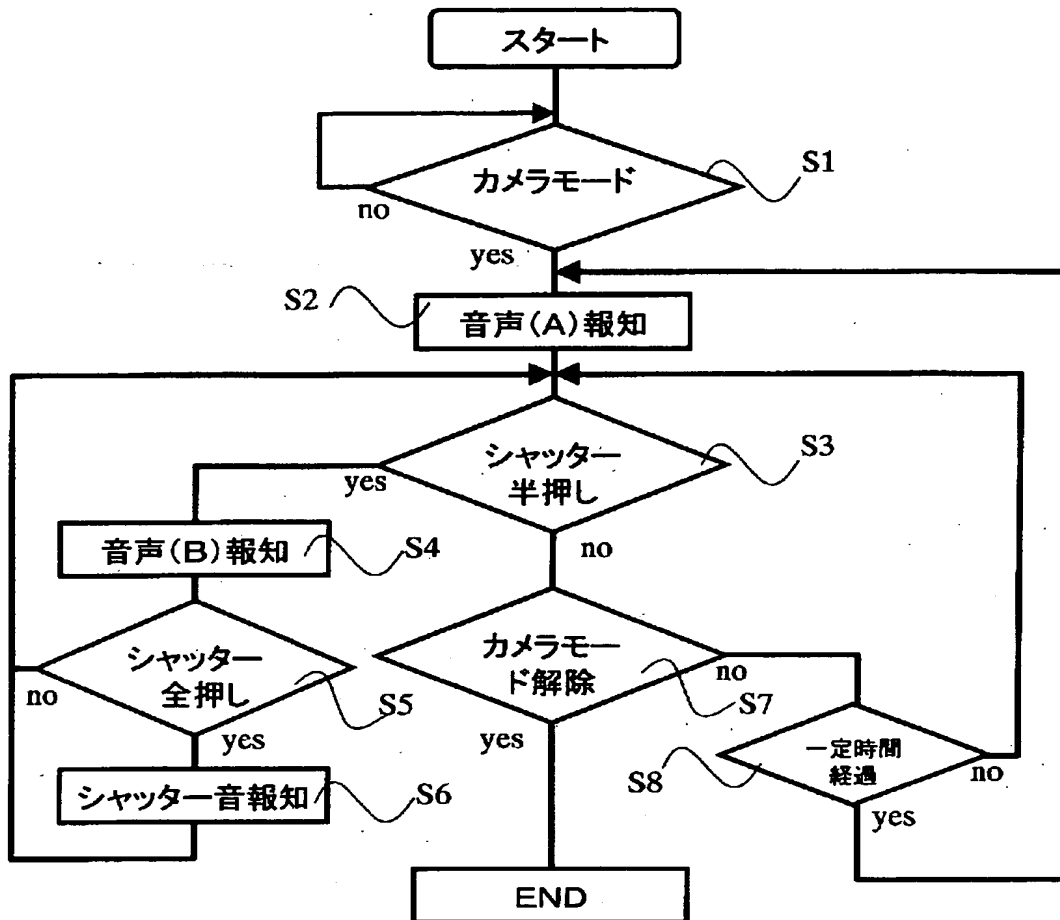 スタート
カメラモード
S1
no
yes
S2
音声(A)報知
シャッター
半押し
S3
yes
no
音声(B)報知
S4
シャッター
全押し
no
S5
yes
カメラモー
ド解除
no
S7
yes
一定時間
経過
no
S8
yes
シャッター音報知
S6
END